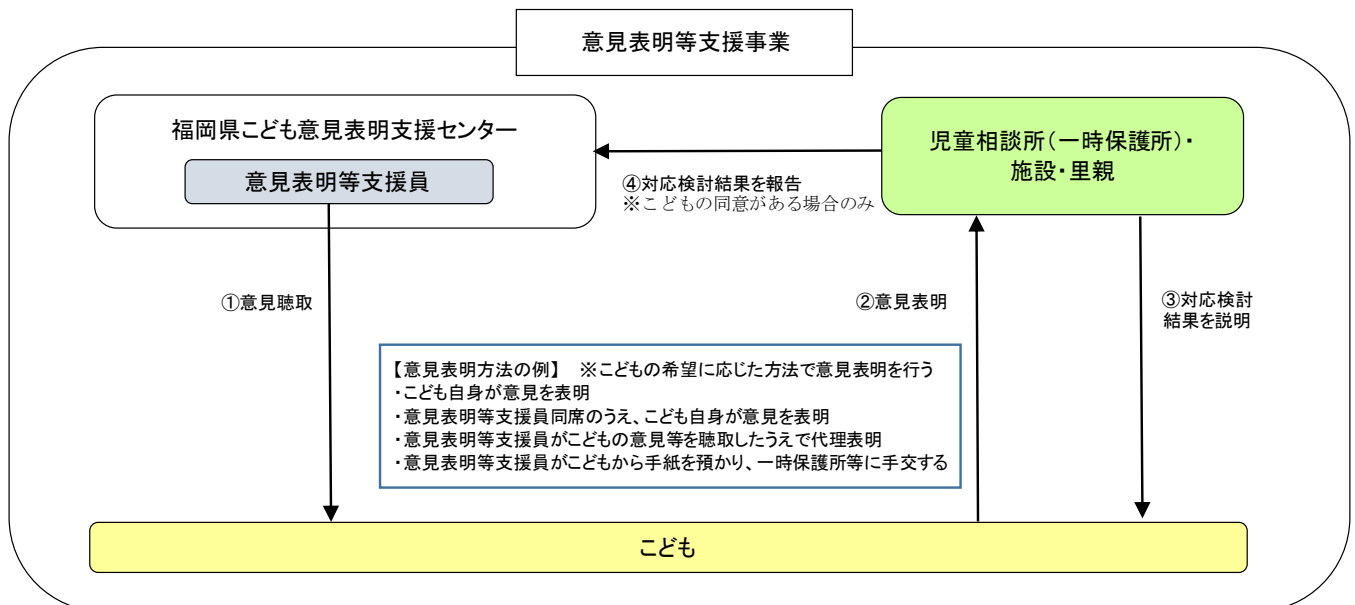 意見表明等支援事業
福岡県こども意見表明支援センター
意見表明等支援員
児童相談所(一時保護所)・
施設・里親
④対応検討結果を報告
※こどもの同意がある場合のみ
①意見聴取
②意見表明
③対応検討
結果を説明
【意見表明方法の例】　※こどもの希望に応じた方法で意見表明を行う
・こども自身が意見を表明
・意見表明等支援員同席のうえ、こども自身が意見を表明
・意見表明等支援員がこどもの意見等を聴取したうえで代理表明
・意見表明等支援員がこどもから手紙を預かり、一時保護所等に手交する
こども